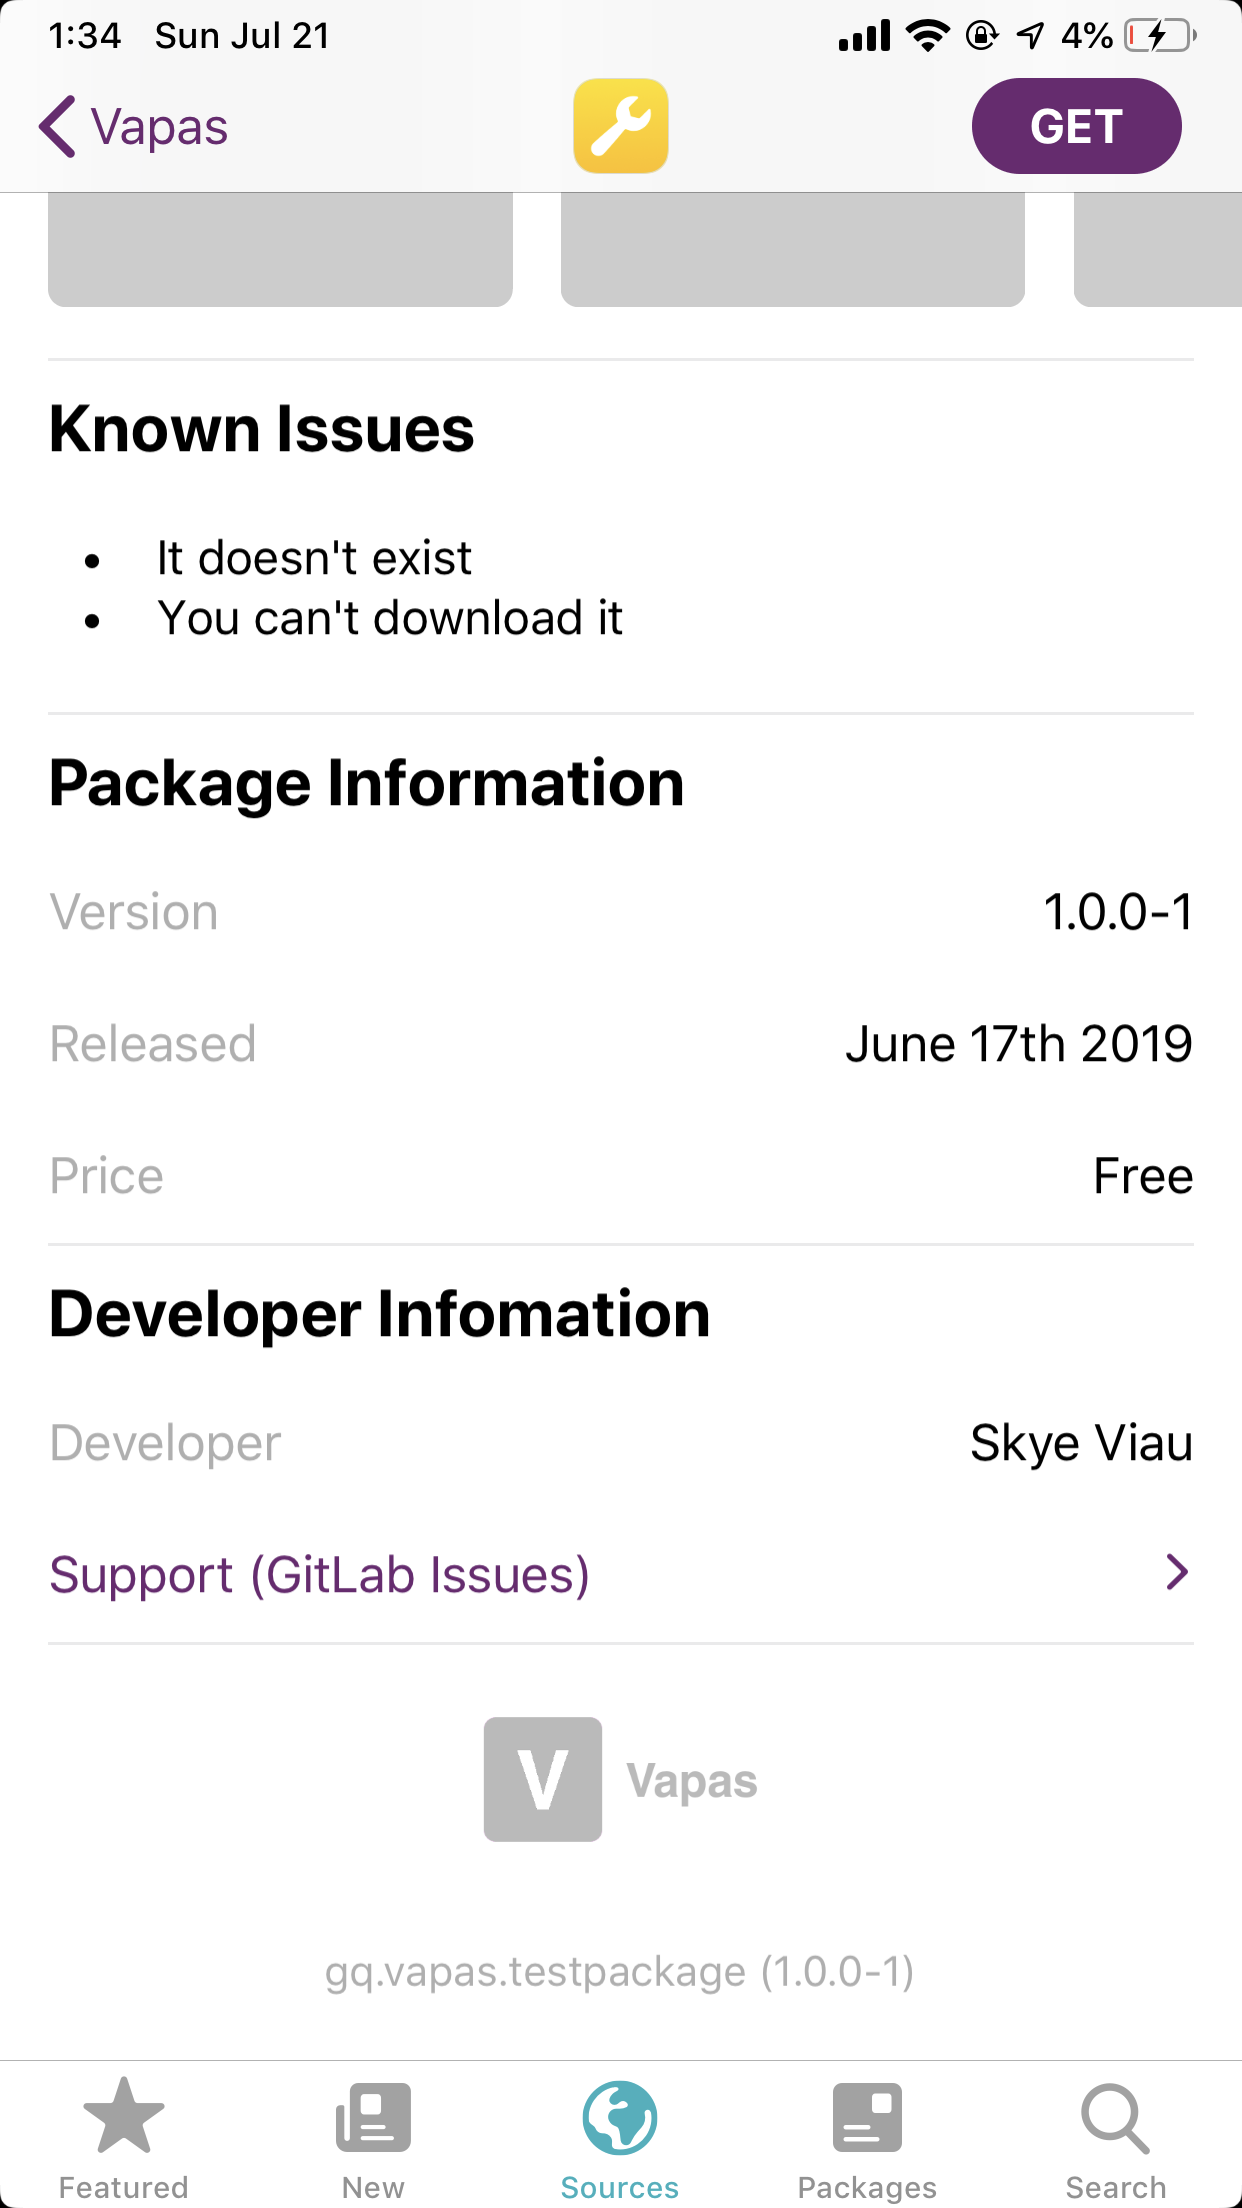 1:34 Sun Jul 21 4%
Vapas GET
Known Issues
• It doesn't exist
• You can't download it
Package Information
Version 1.0.0-1
Released June 17th 2019
Price Free
Developer Infomation
Developer Skye Viau
Support (GitLab Issues)
V Vapas
gq.vapas.testpackage (1.0.0-1)
Featured New Sources Packages Search